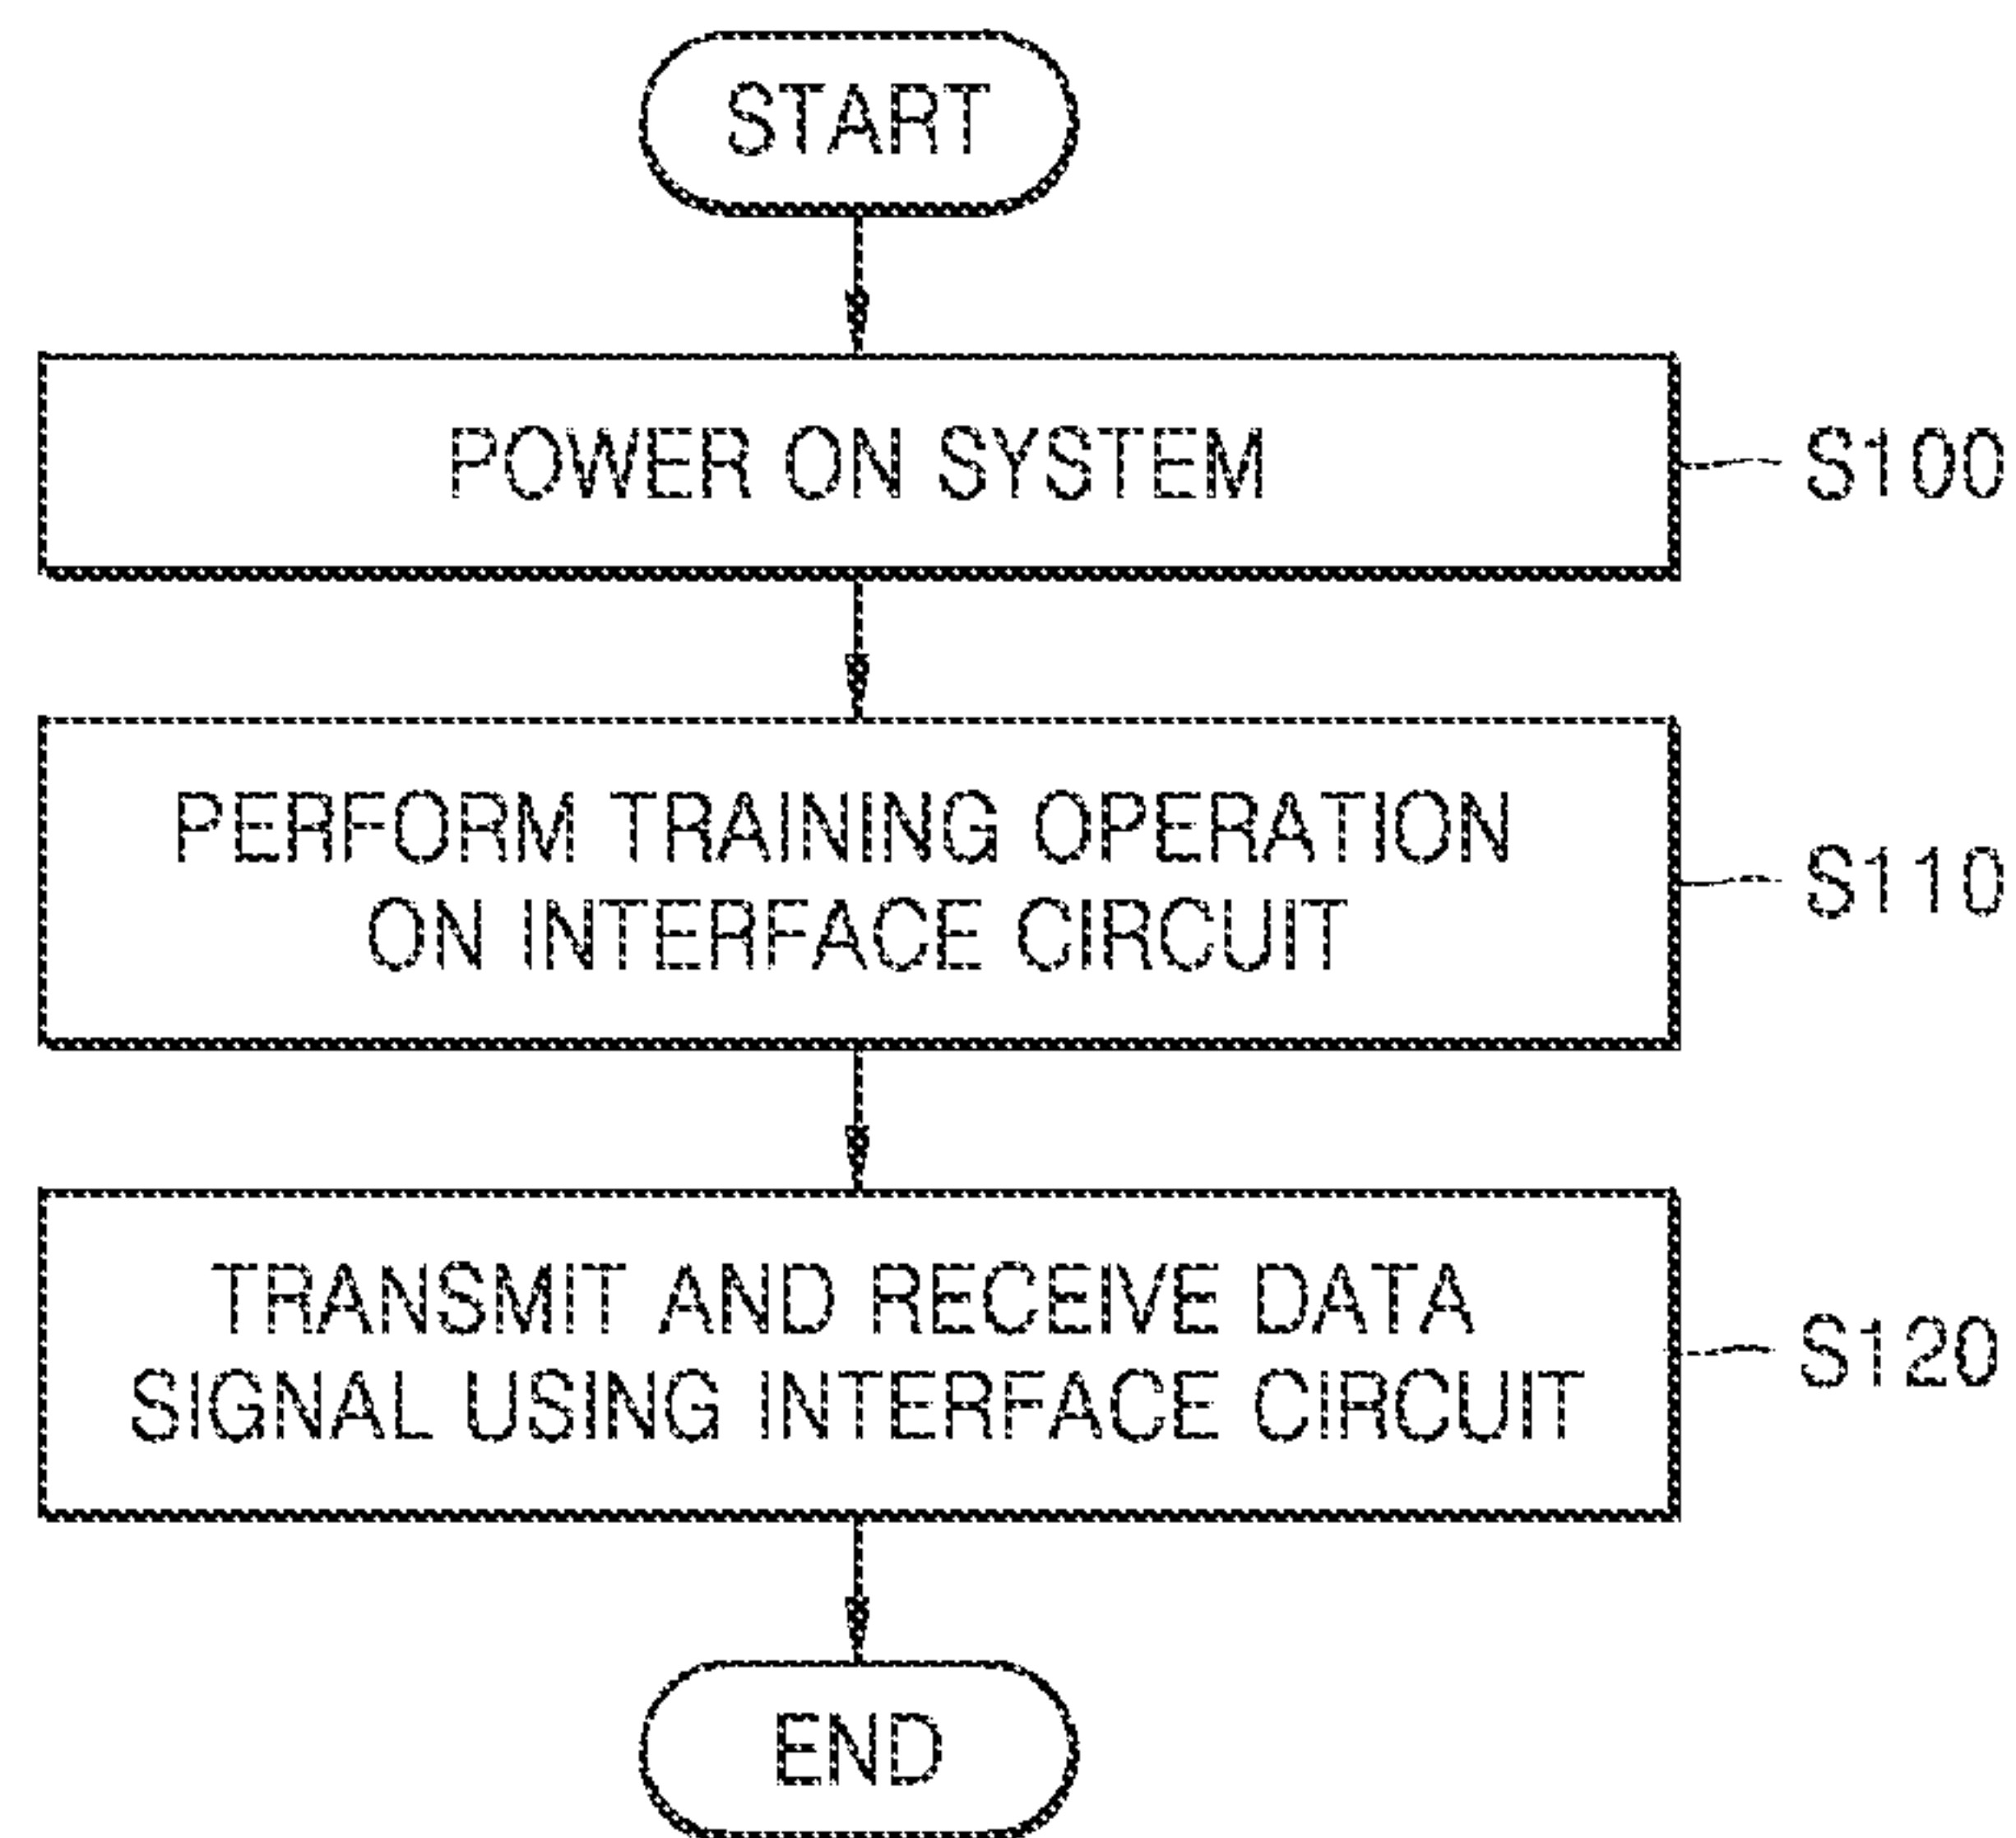 START
POWER ON SYSTEM
S100
PERFORM TRAINING OPERATION
ON INTERFACE CIRCUIT
S110
TRANSMIT AND RECEIVE DATA
SIGNAL USING INTERFACE CIRCUIT
S120
END